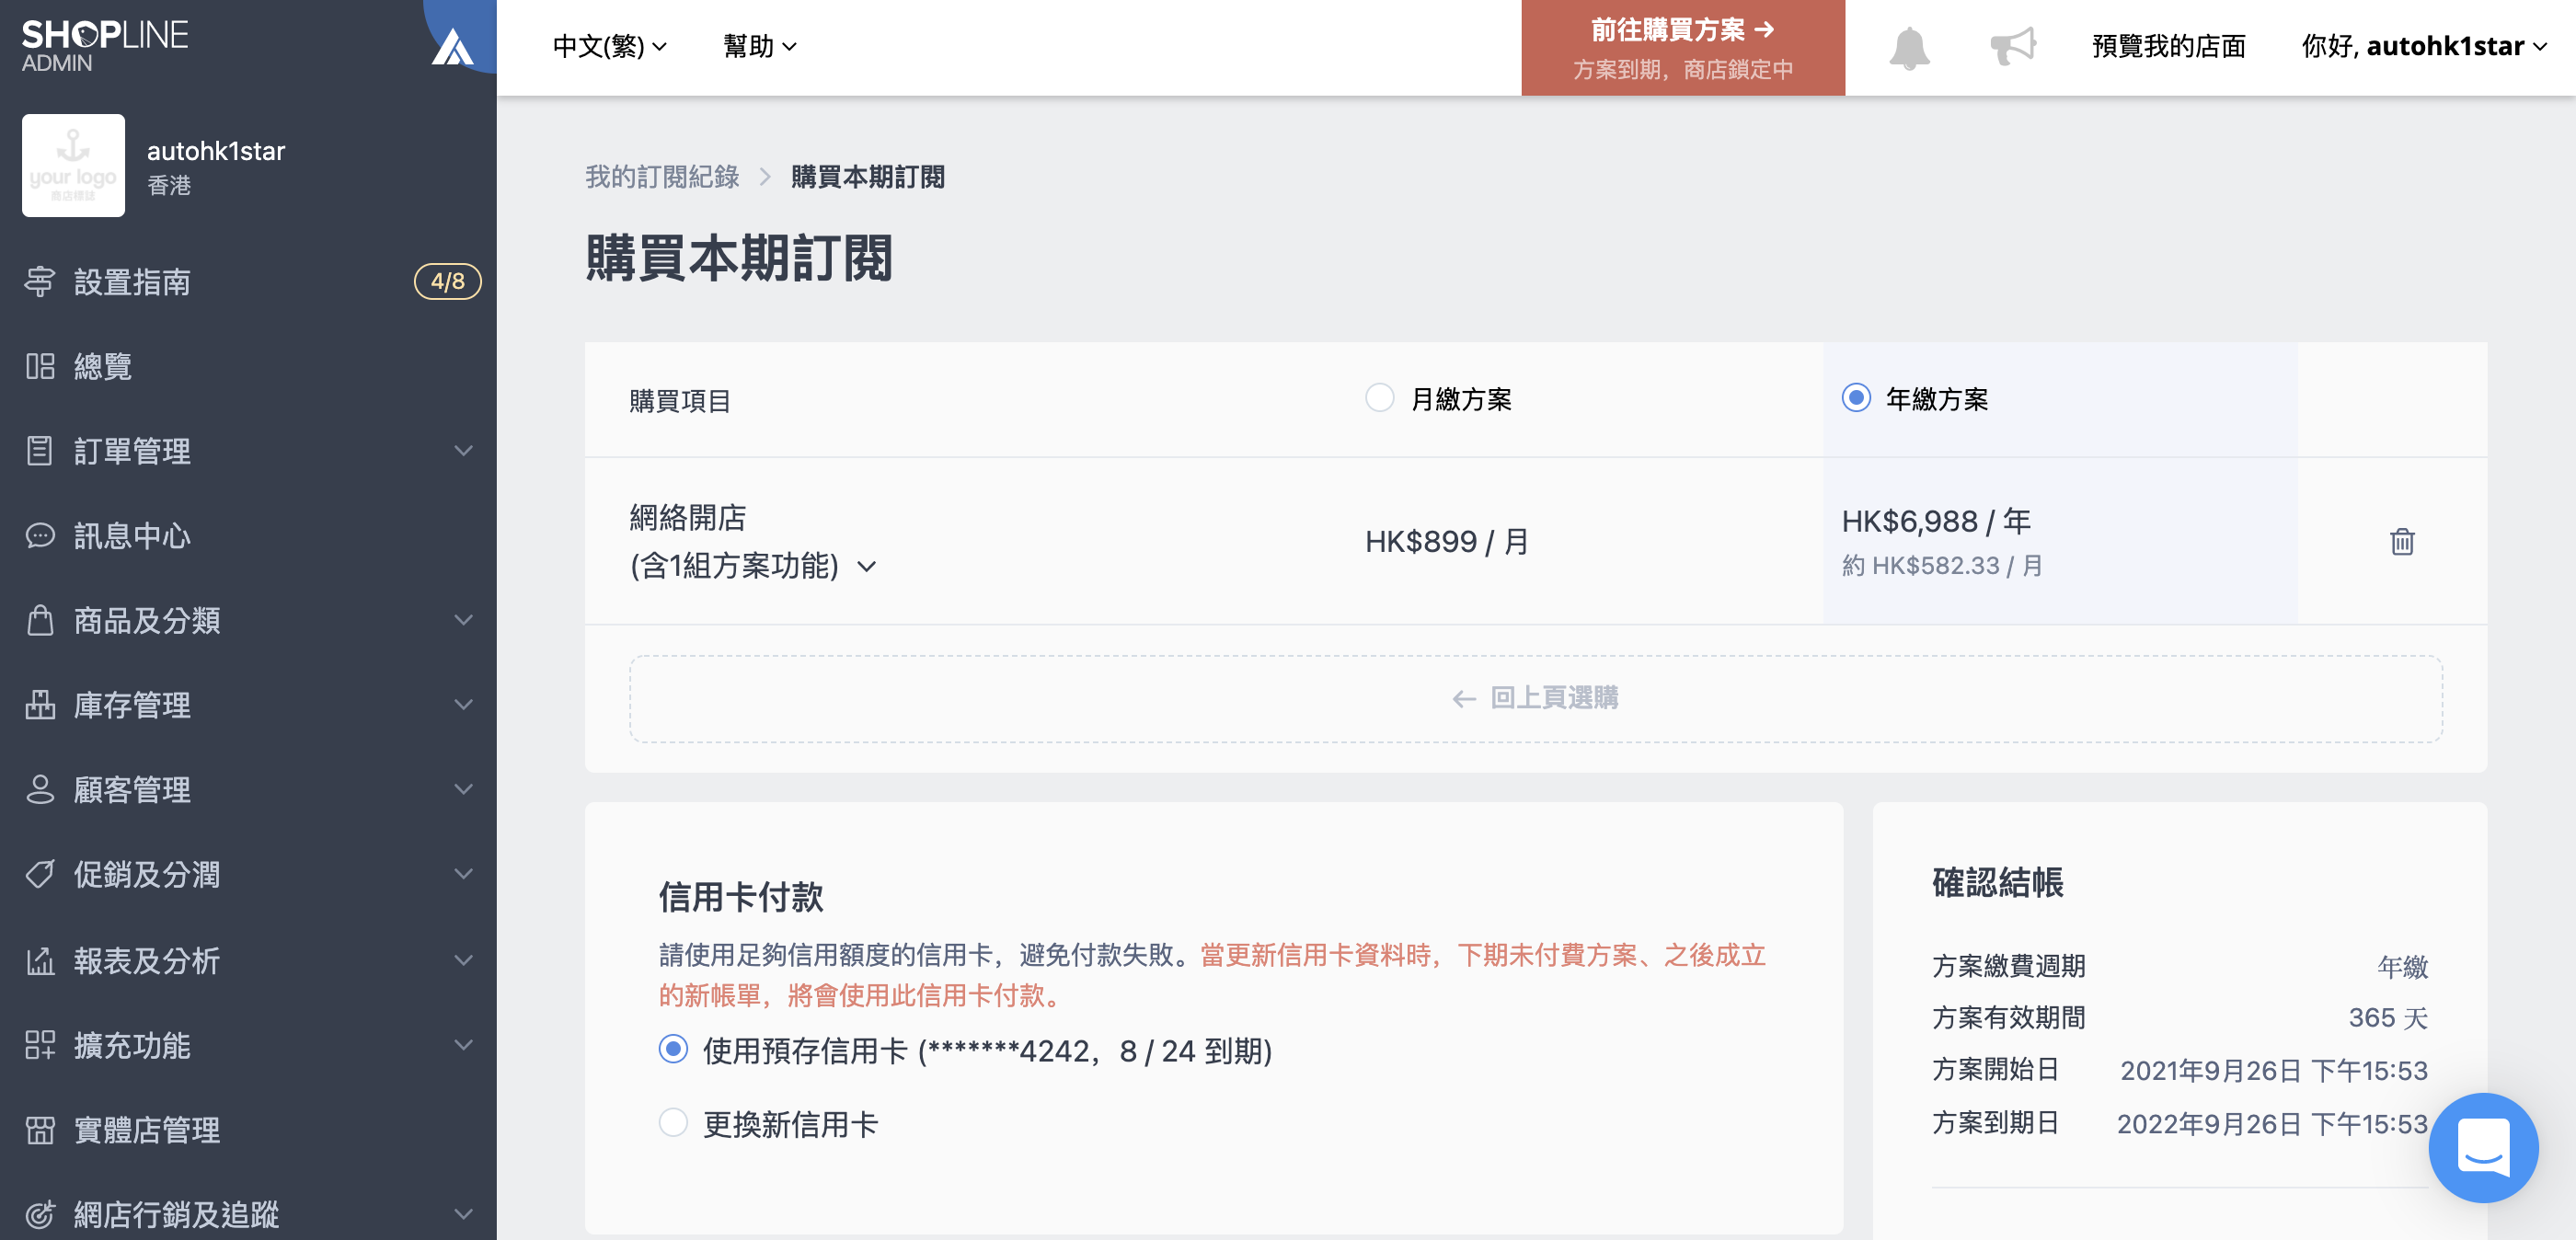 SHOPLINE
ADMIN
中文(繁)
幫助
前往購買方案 →
方案到期，商店鎖定中
預覽我的店面
你好, autohk1star
your logo
商店標誌
autohk1star
香港
設置指南
4/8
總覽
訂單管理
訊息中心
商品及分類
庫存管理
顧客管理
促銷及分潤
報表及分析
擴充功能
實體店管理
網店行銷及追蹤
我的訂閱紀錄 > 購買本期訂閱
購買本期訂閱
購買項目
月繳方案
年繳方案
網絡開店
(含1組方案功能)
HK$899 / 月
HK$6,988 / 年
約 HK$582.33 / 月
← 回上頁選購
信用卡付款
請使用足夠信用額度的信用卡，避免付款失敗。當更新信用卡資料時，下期未付費方案、之後成立
的新帳單，將會使用此信用卡付款。
使用預存信用卡 (*******4242，8 / 24 到期)
更換新信用卡
確認結帳
方案繳費週期 年繳
方案有效期間 365 天
方案開始日 2021年9月26日 下午15:53
方案到期日 2022年9月26日 下午15:53